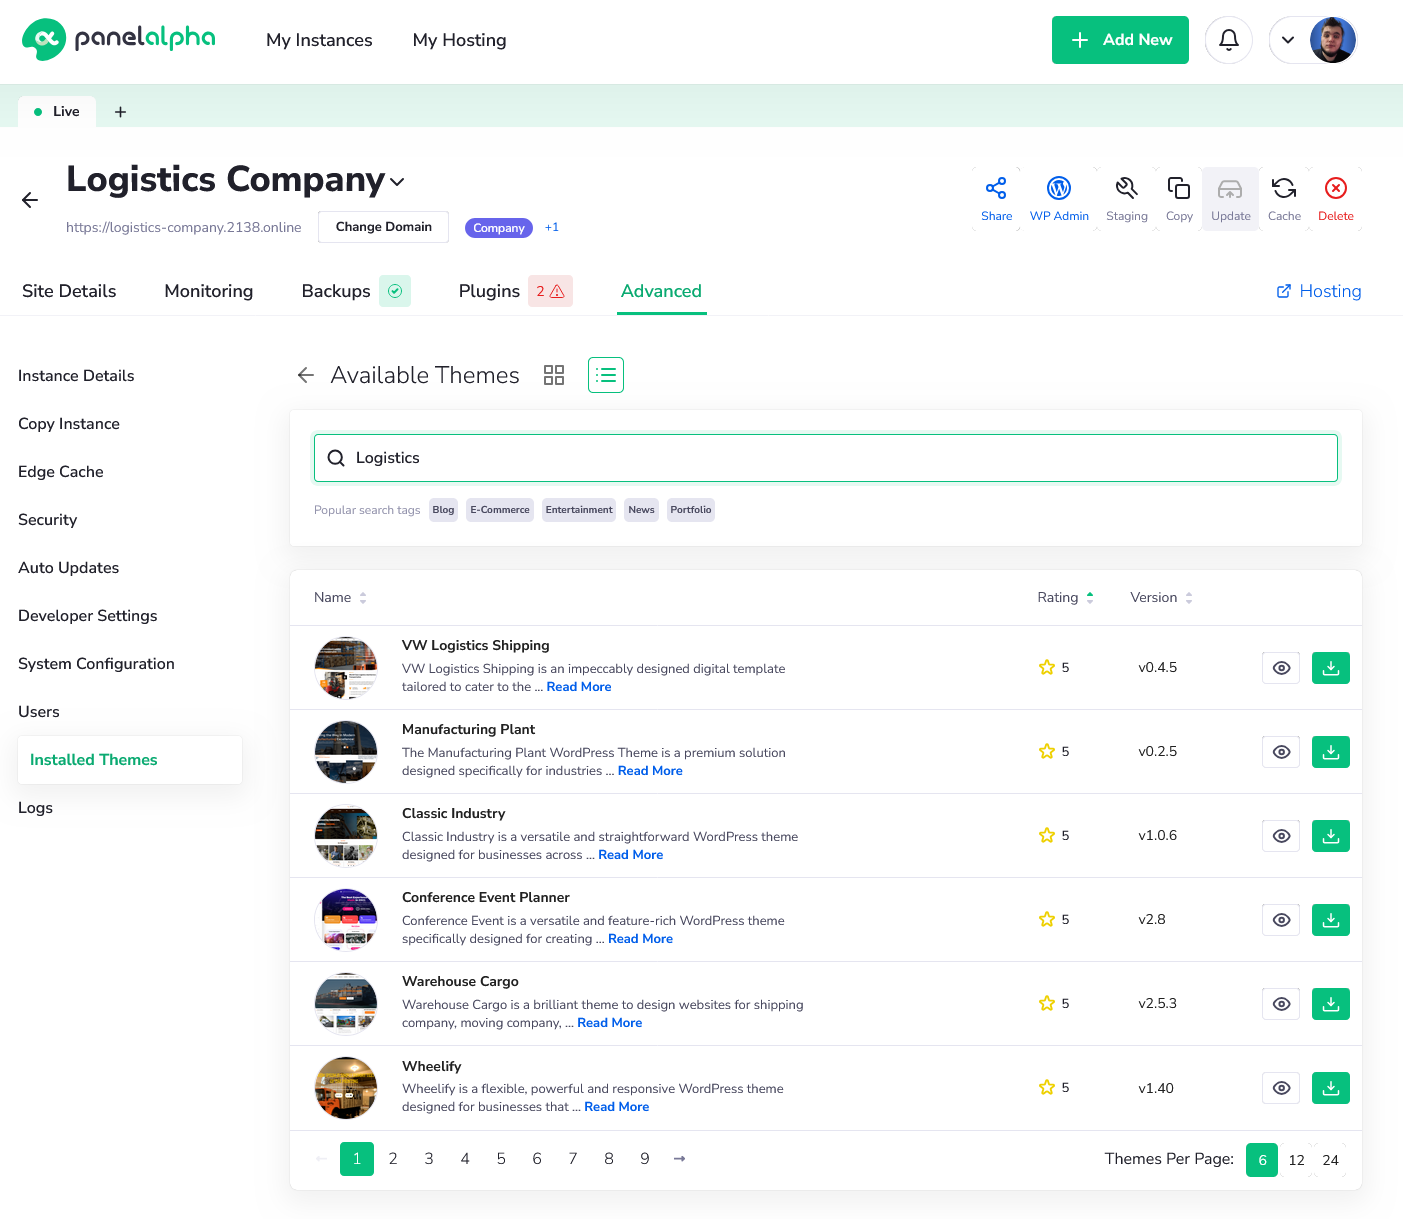 panelalpha
My Instances
My Hosting
Add New
Live
Logistics Company
https://logistics-company.2138.online
Change Domain
Company
+1
Share
WP Admin
Staging
Copy
Update
Cache
Delete
Site Details
Monitoring
Backups
Plugins
2
Advanced
Hosting
Instance Details
Copy Instance
Edge Cache
Security
Auto Updates
Developer Settings
System Configuration
Users
Installed Themes
Logs
Available Themes
Logistics
Popular search tags
Blog
E-Commerce
Entertainment
News
Portfolio
Name
Rating
Version
VW Logistics Shipping
VW Logistics Shipping is an impeccably designed digital template
tailored to cater to the ... Read More
5
v0.4.5
Manufacturing Plant
The Manufacturing Plant WordPress Theme is a premium solution
designed specifically for industries ... Read More
5
v0.2.5
Classic Industry
Classic Industry is a versatile and straightforward WordPress theme
designed for businesses across ... Read More
5
v1.0.6
Conference Event Planner
Conference Event is a versatile and feature-rich WordPress theme
specifically designed for creating ... Read More
5
v2.8
Warehouse Cargo
Warehouse Cargo is a brilliant theme to design websites for shipping
company, moving company, ... Read More
5
v2.5.3
Wheelify
Wheelify is a flexible, powerful and responsive WordPress theme
designed for businesses that ... Read More
5
v1.40
1 2 3 4 5 6 7 8 9
Themes Per Page: 6 12 24